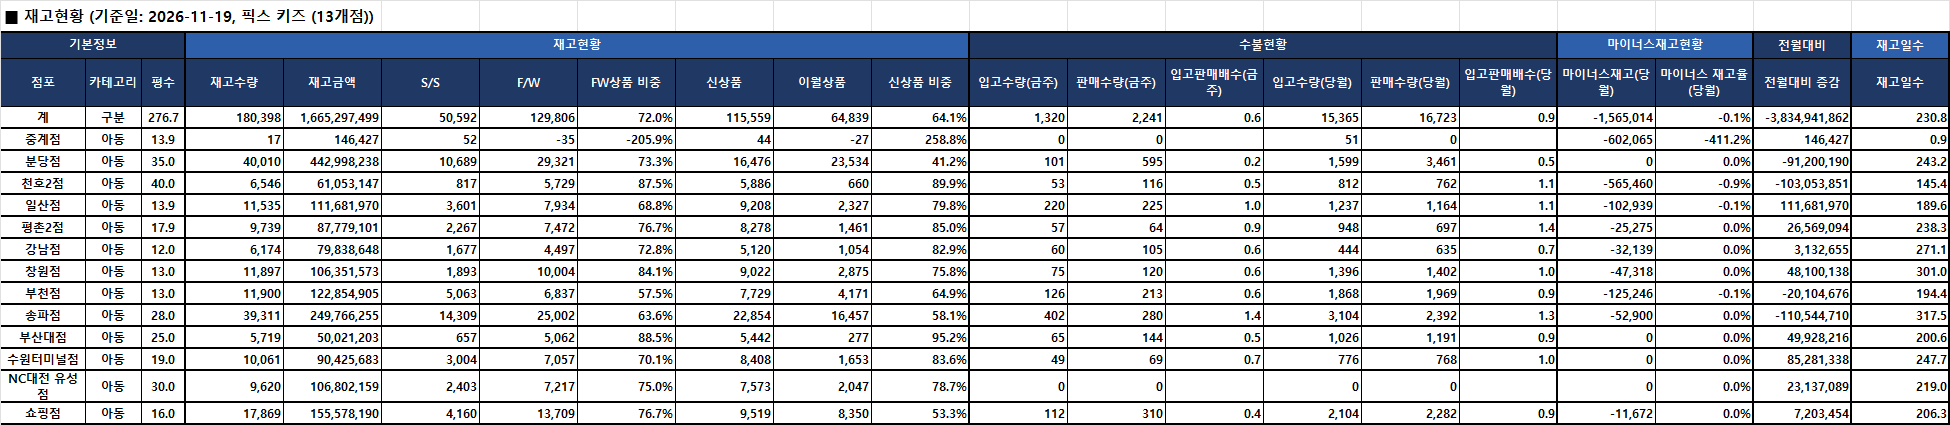 ■ 재고현황 (기준일: 2026-11-19, 픽스 키즈 (13개점))
기본정보 재고현황 수불현황 마이너스재고현황 전월대비 재고일수
점포 카테고리 평수 재고수량 재고금액 S/S F/W FW상품 비중 신상품 이월상품 신상품 비중 입고수량(금주) 판매수량(금주) 입고판매배수(금주) 입고수량(당월) 판매수량(당월) 입고판매배수(당월) 마이너스재고(당월) 마이너스 재고율(당월) 전월대비 증감 재고일수
계 구분 276.7 180,398 1,665,297,499 50,592 129,806 72.0% 115,559 64,839 64.1% 1,320 2,241 0.6 15,365 16,723 0.9 -1,565,014 -0.1% -3,834,941,862 230.8
중계점 아동 13.9 17 146,427 52 -35 -205.9% 44 -27 258.8% 0 0 51 0 -602,065 -411.2% 146,427 0.9
분당점 아동 35.0 40,010 442,998,238 10,689 29,321 73.3% 16,476 23,534 41.2% 101 595 0.2 1,599 3,461 0.5 0 0.0% -91,200,190 243.2
천호2점 아동 40.0 6,546 61,053,147 817 5,729 87.5% 5,886 660 89.9% 53 116 0.5 812 762 1.1 -565,460 -0.9% -103,053,851 145.4
일산점 아동 13.9 11,535 111,681,970 3,601 7,934 68.8% 9,208 2,327 79.8% 220 225 1.0 1,237 1,164 1.1 -102,939 -0.1% 111,681,970 189.6
평촌2점 아동 17.9 9,739 87,779,101 2,267 7,472 76.7% 8,278 1,461 85.0% 57 64 0.9 948 697 1.4 -25,275 0.0% 26,569,094 238.3
강남점 아동 12.0 6,174 79,838,648 1,677 4,497 72.8% 5,120 1,054 82.9% 60 105 0.6 444 635 0.7 -32,139 0.0% 3,132,655 271.1
창원점 아동 13.0 11,897 106,351,573 1,893 10,004 84.1% 9,022 2,875 75.8% 75 120 0.6 1,396 1,402 1.0 -47,318 0.0% 48,100,138 301.0
부천점 아동 13.0 11,900 122,854,905 5,063 6,837 57.5% 7,729 4,171 64.9% 126 213 0.6 1,868 1,969 0.9 -125,246 -0.1% -20,104,676 194.4
송파점 아동 28.0 39,311 249,766,255 14,309 25,002 63.6% 22,854 16,457 58.1% 402 280 1.4 3,104 2,392 1.3 -52,900 0.0% -110,544,710 317.5
부산대점 아동 25.0 5,719 50,021,203 657 5,062 88.5% 5,442 277 95.2% 65 144 0.5 1,026 1,191 0.9 0 0.0% 49,928,216 200.6
수원터미널점 아동 19.0 10,061 90,425,683 3,004 7,057 70.1% 8,408 1,653 83.6% 49 69 0.7 776 768 1.0 0 0.0% 85,281,338 247.7
NC대전 유성점 아동 30.0 9,620 106,802,159 2,403 7,217 75.0% 7,573 2,047 78.7% 0 0 0 0 0 0.0% 23,137,089 219.0
쇼핑점 아동 16.0 17,869 155,578,190 4,160 13,709 76.7% 9,519 8,350 53.3% 112 310 0.4 2,104 2,282 0.9 -11,672 0.0% 7,203,454 206.3